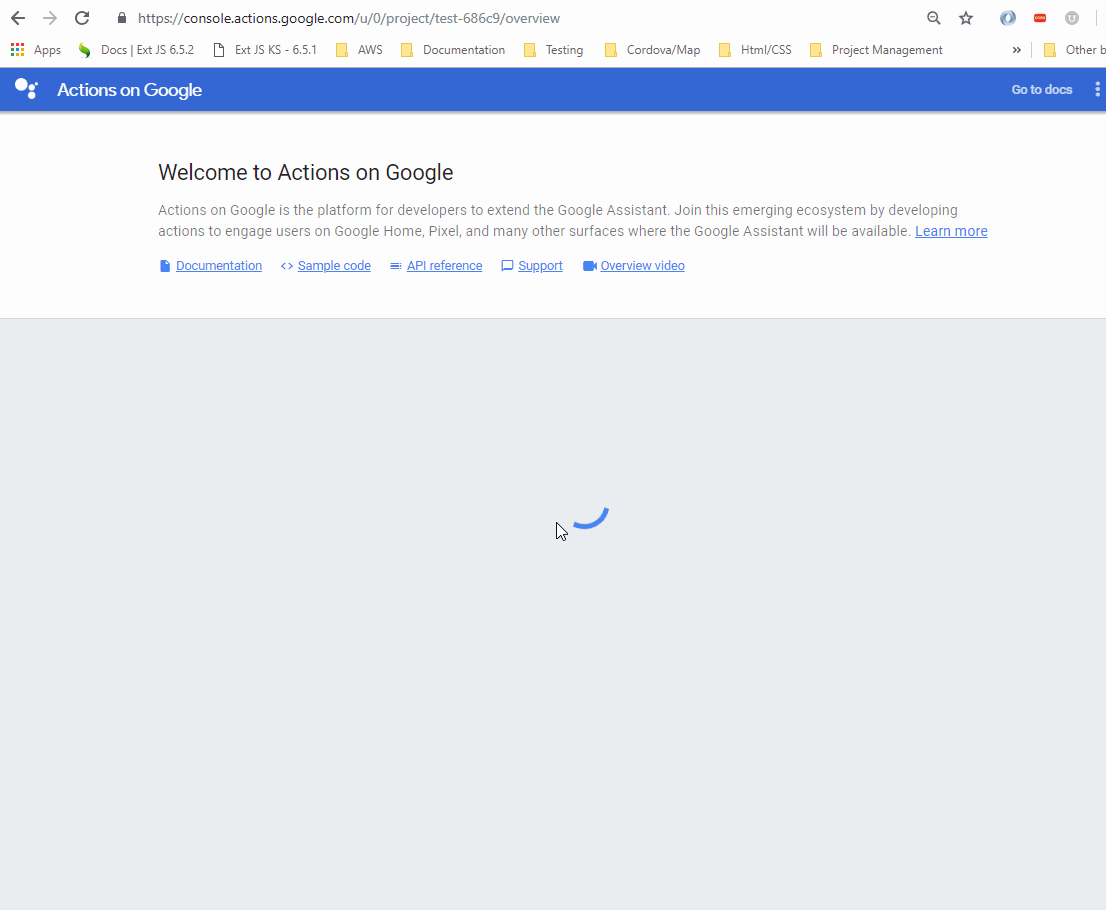 https://console.actions.google.com/u/0/project/test-686c9/overview
Apps Docs | Ext JS 6.5.2 Ext JS KS - 6.5.1 AWS Documentation Testing Cordova/Map Html/CSS Project Management » Other b
Actions on Google Go to docs
Welcome to Actions on Google
Actions on Google is the platform for developers to extend the Google Assistant. Join this emerging ecosystem by developing
actions to engage users on Google Home, Pixel, and many other surfaces where the Google Assistant will be available. Learn more
Documentation <> Sample code API reference Support Overview video